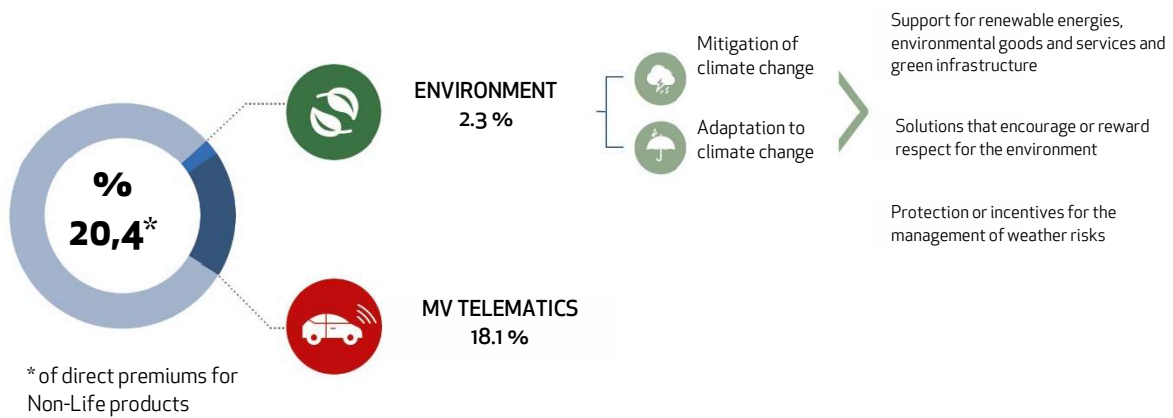 %
20,4*
* of direct premiums for
Non-Life products
ENVIRONMENT
2.3 %
MV TELEMATICS
18.1 %
Mitigation of
climate change
Adaptation to
climate change
Support for renewable energies,
environmental goods and services and
green infrastructure
Solutions that encourage or reward
respect for the environment
Protection or incentives for the
management of weather risks